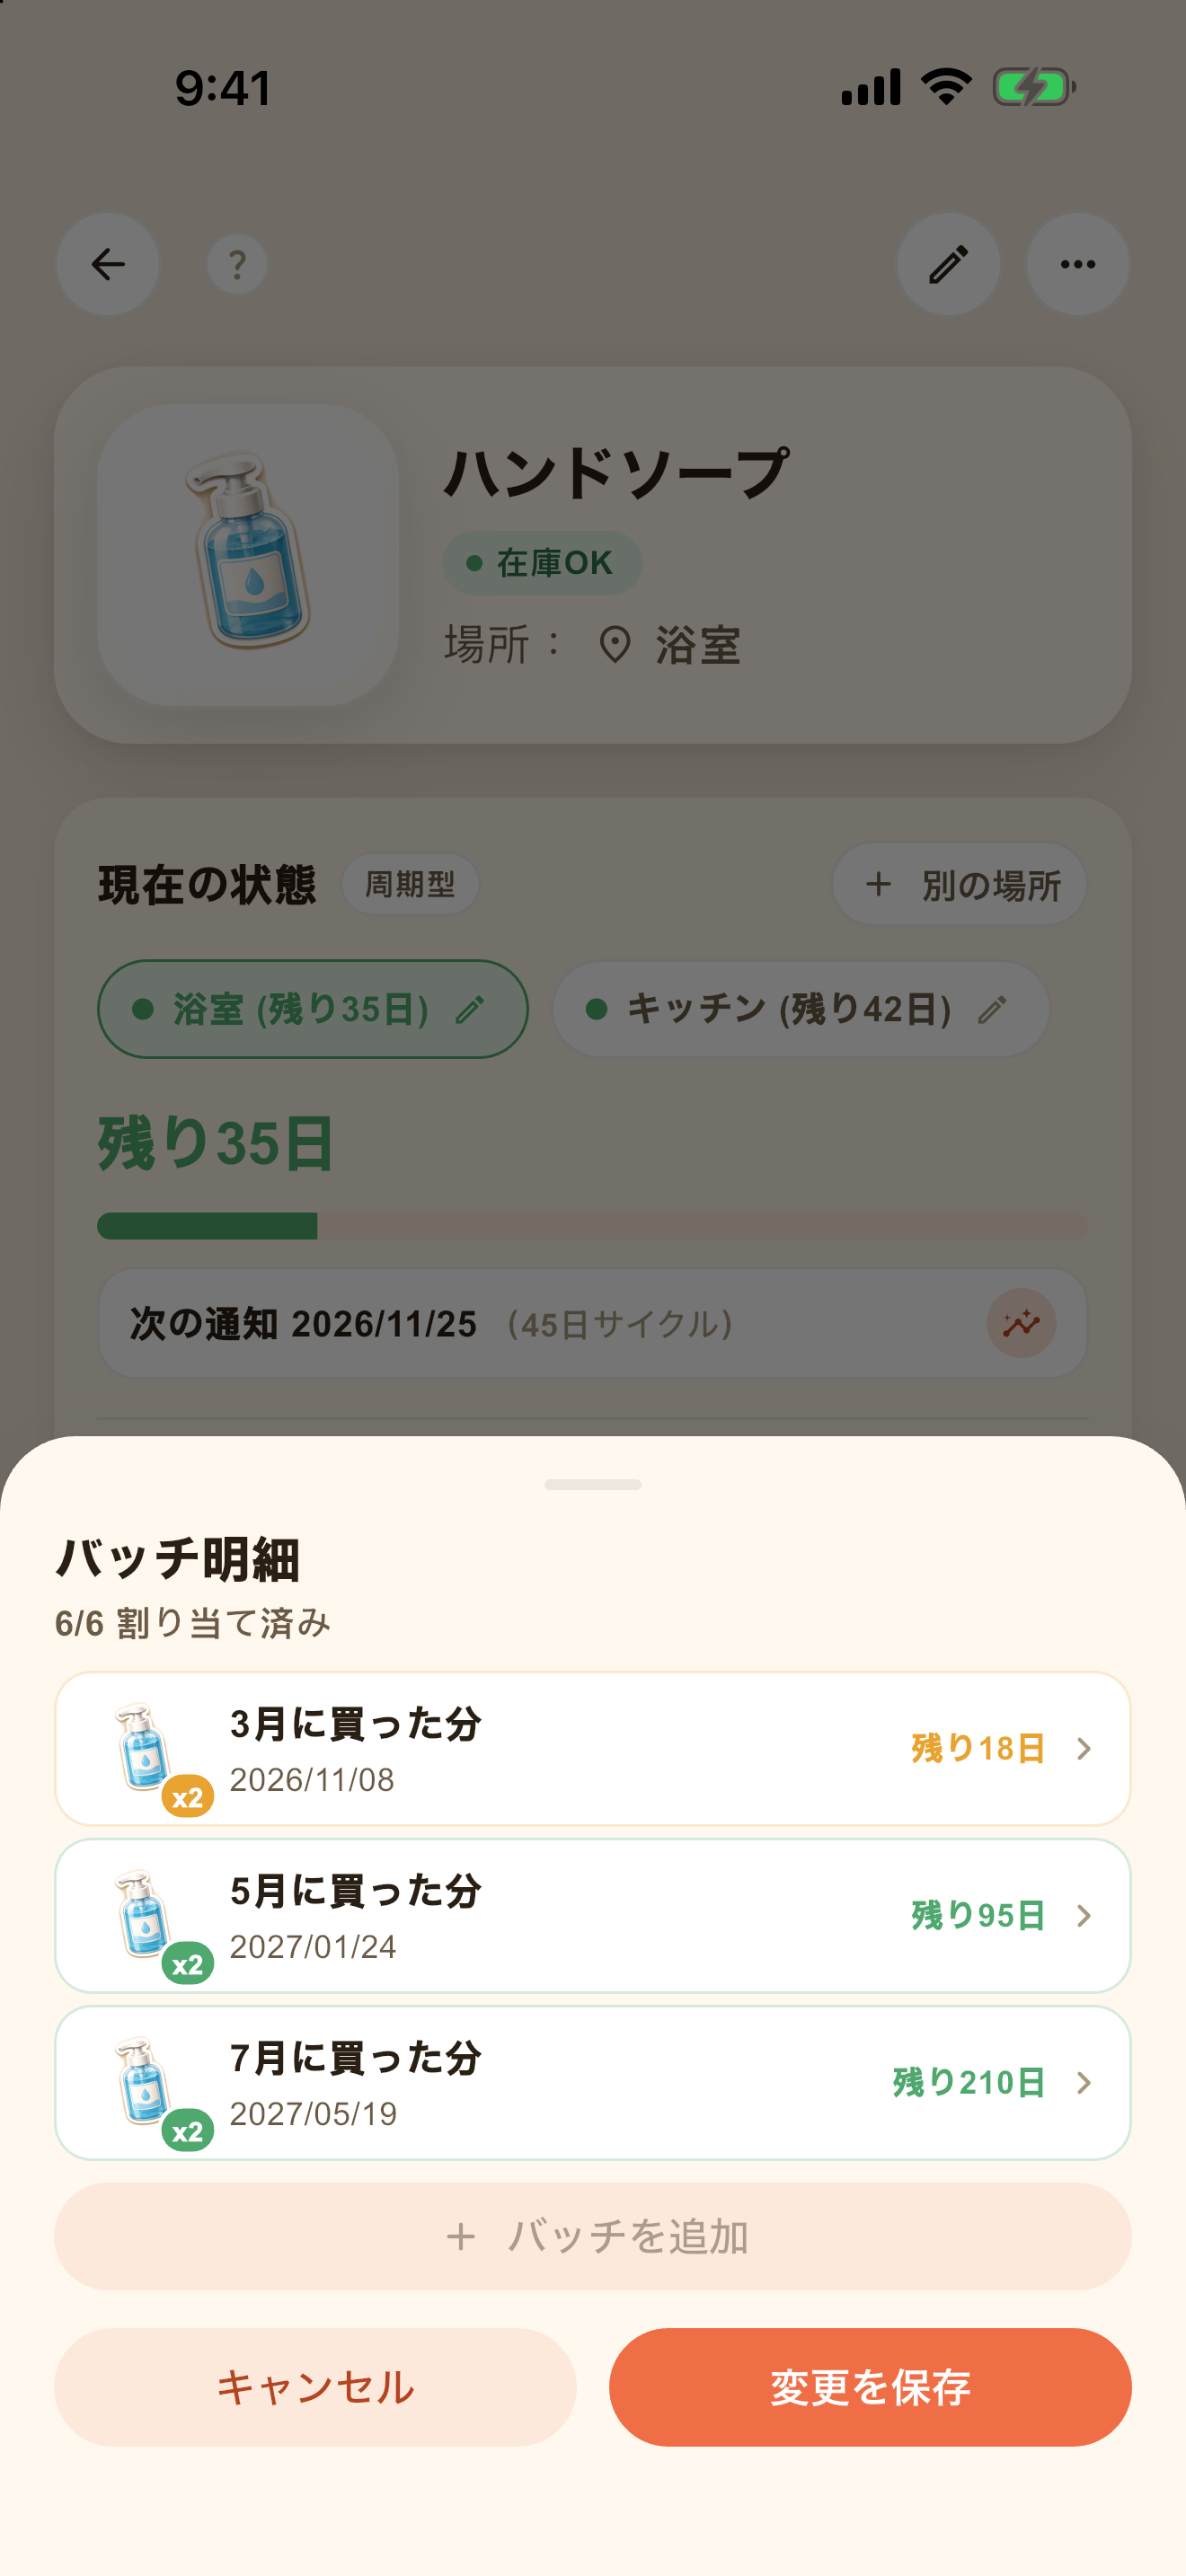 9:41
?
ハンドソープ
在庫OK
場所： 浴室
現在の状態 周期型 + 別の場所
浴室 (残り35日) キッチン (残り42日)
残り35日
次の通知 2026/11/25 (45日サイクル)
バッチ明細
6/6 割り当て済み
3月に買った分
2026/11/08
x2
残り18日
5月に買った分
2027/01/24
x2
残り95日
7月に買った分
2027/05/19
x2
残り210日
+ バッチを追加
キャンセル 変更を保存